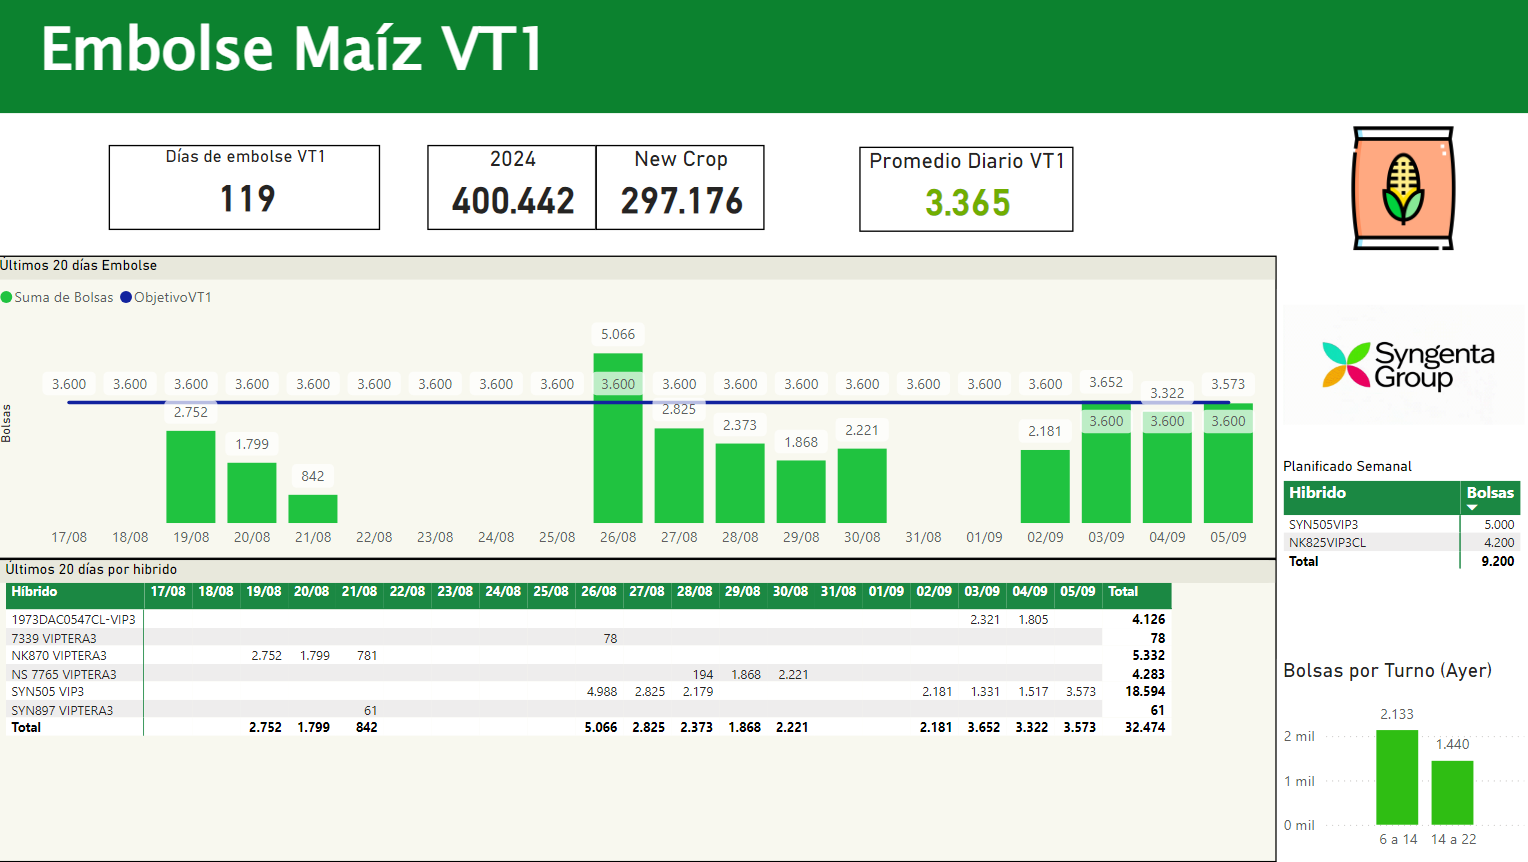 Embolse Maíz VT1
Días de embolse VT1
119
2024
400.442
New Crop
297.176
Promedio Diario VT1
3.365
Últimos 20 días Embolse
Suma de Bolsas ObjetivoVT1
Bolsas
5.066
3.600 3.600 3.600 3.600 3.600 3.600 3.600 3.600 3.600 3.600 3.600 3.600 3.600 3.600 3.600 3.600 3.600 3.652 3.322 3.573
2.752 1.799 842 2.825 2.373 1.868 2.221 2.181 3.600 3.600 3.600
17/08 18/08 19/08 20/08 21/08 22/08 23/08 24/08 25/08 26/08 27/08 28/08 29/08 30/08 31/08 01/09 02/09 03/09 04/09 05/09
Últimos 20 días por hibrido
Híbrido 17/08 18/08 19/08 20/08 21/08 22/08 23/08 24/08 25/08 26/08 27/08 28/08 29/08 30/08 31/08 01/09 02/09 03/09 04/09 05/09 Total
1973DAC0547CL-VIP3 2.321 1.805 4.126
7339 VIPTERA3 78 78
NK870 VIPTERA3 2.752 1.799 781 5.332
NS 7765 VIPTERA3 194 1.868 2.221 4.283
SYN505 VIP3 4.988 2.825 2.179 2.181 1.331 1.517 3.573 18.594
SYN897 VIPTERA3 61 61
Total 2.752 1.799 842 5.066 2.825 2.373 1.868 2.221 2.181 3.652 3.322 3.573 32.474
Syngenta
Group
Planificado Semanal
Hibrido Bolsas
SYN505VIP3 5.000
NK825VIP3CL 4.200
Total 9.200
Bolsas por Turno (Ayer)
2.133
1.440
2 mil
1 mil
0 mil
6 a 14 14 a 22